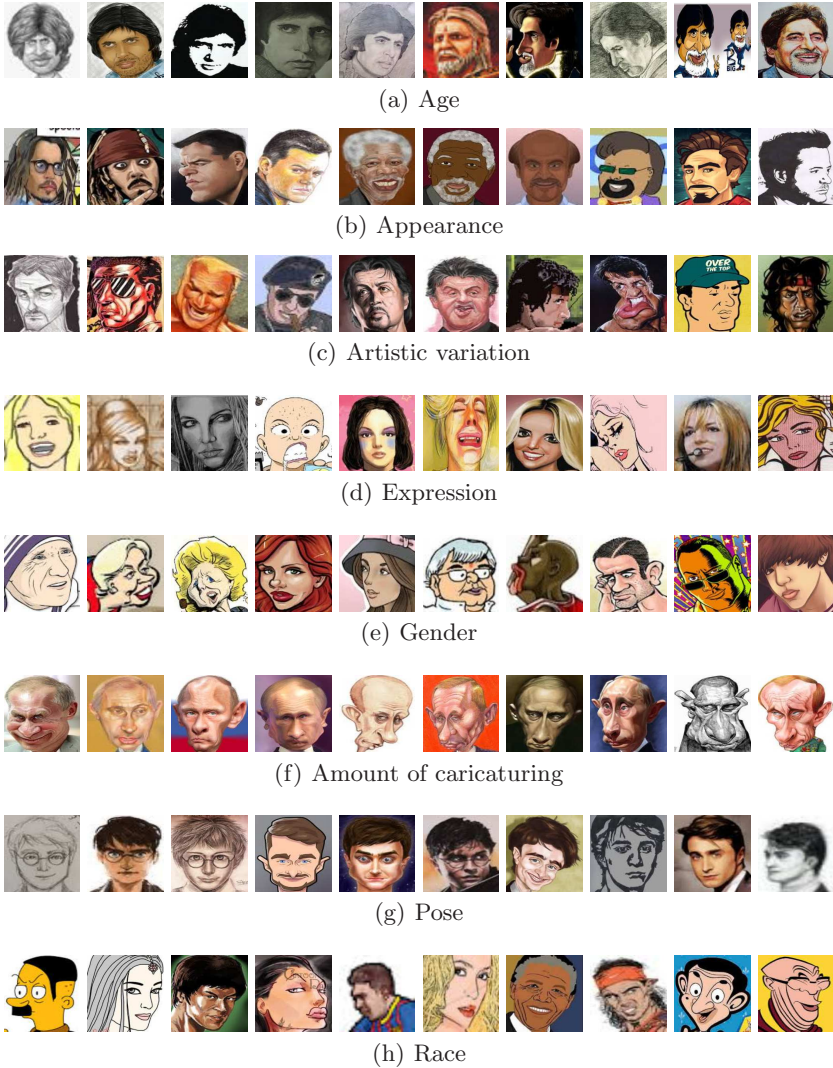 (a) Age
(b) Appearance
OVER
THE TOP
(c) Artistic variation
(d) Expression
(e) Gender
(f) Amount of caricaturing
(g) Pose
(h) Race